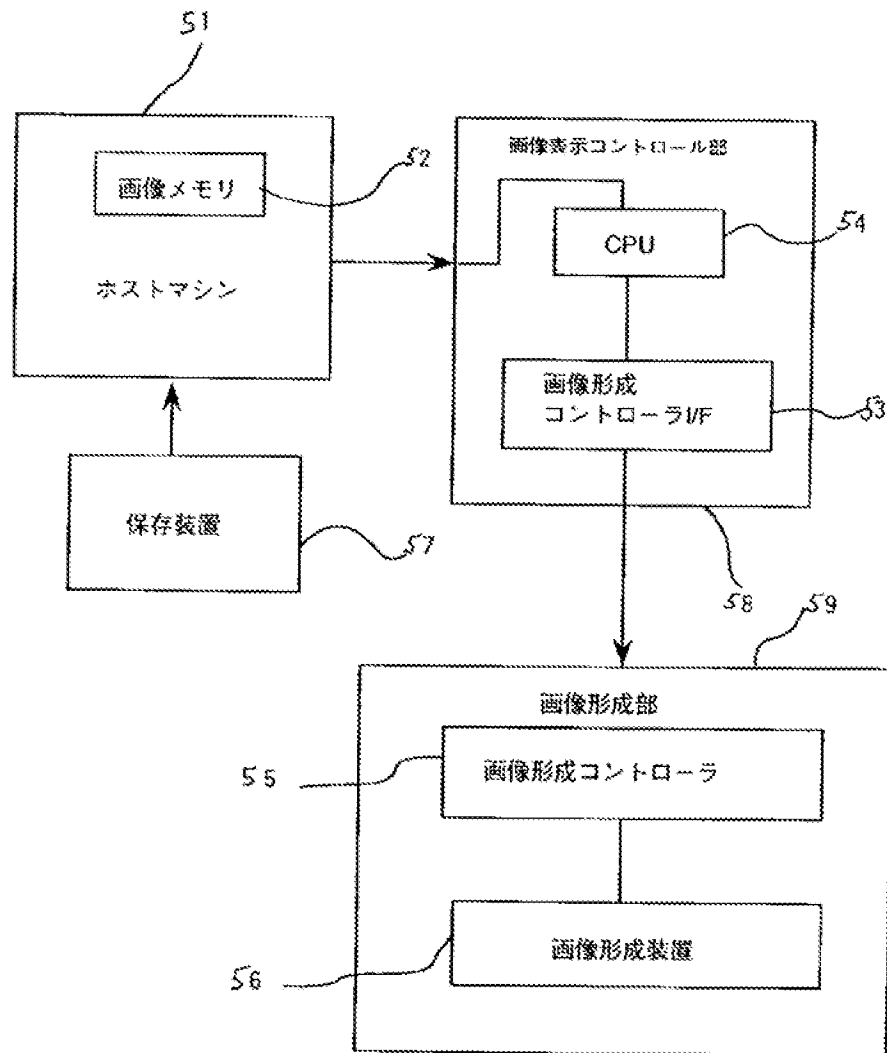 51
画像メモリ
52
ホストマシン
画像表示コントロール部
CPU
54
画像形成
コントローラI/F
53
保存装置
57
58
59
画像形成部
画像形成コントローラ
55
画像形成装置
56